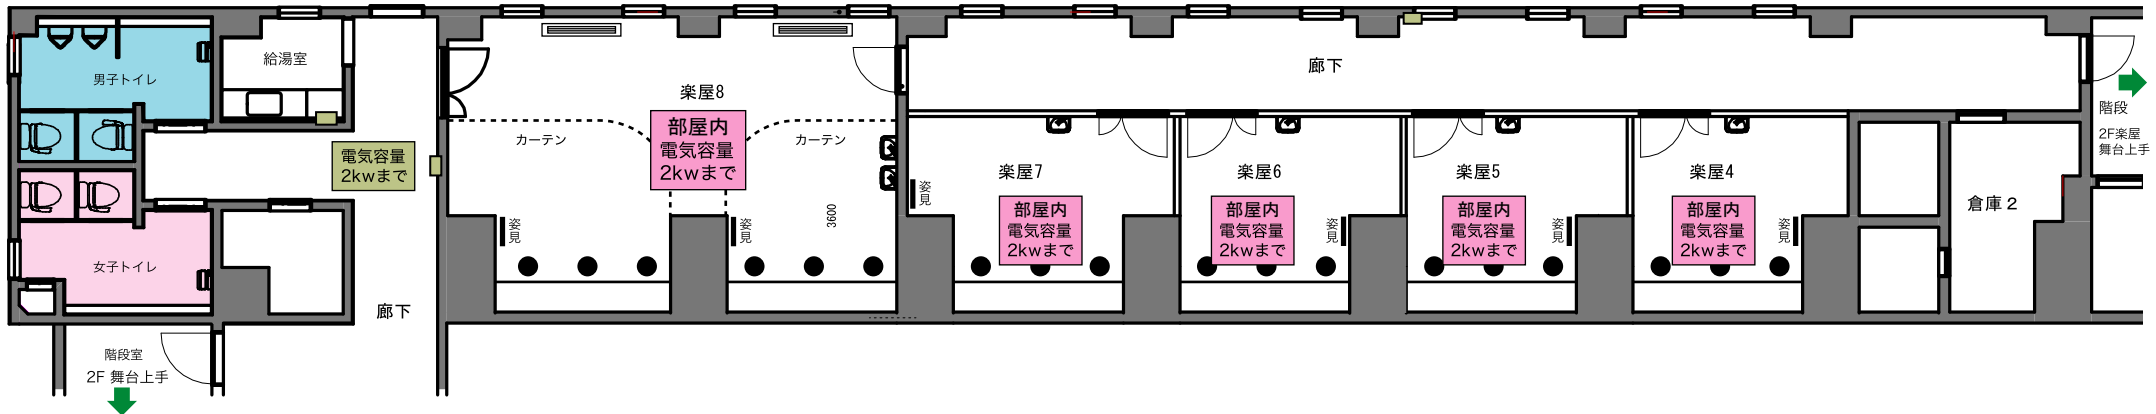 男子トイレ
給湯室
電気容量
2kwまで
女子トイレ
廊下
階段室
2F 舞台上手
楽屋8
カーテン
部屋内
電気容量
2kwまで
カーテン
姿見
姿見
3600
廊下
姿見
楽屋7
部屋内
電気容量
2kwまで
楽屋6
部屋内
電気容量
2kwまで
姿見
楽屋5
部屋内
電気容量
2kwまで
姿見
楽屋4
部屋内
電気容量
2kwまで
姿見
倉庫2
階段
2F楽屋
舞台上手